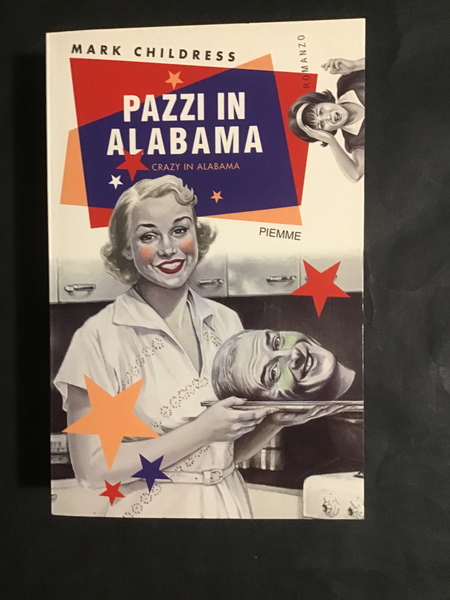 MARK CHILDRESS
ROMANZO
PAZZI IN
ALABAMA
CRAZY IN ALABAMA
PIEMME